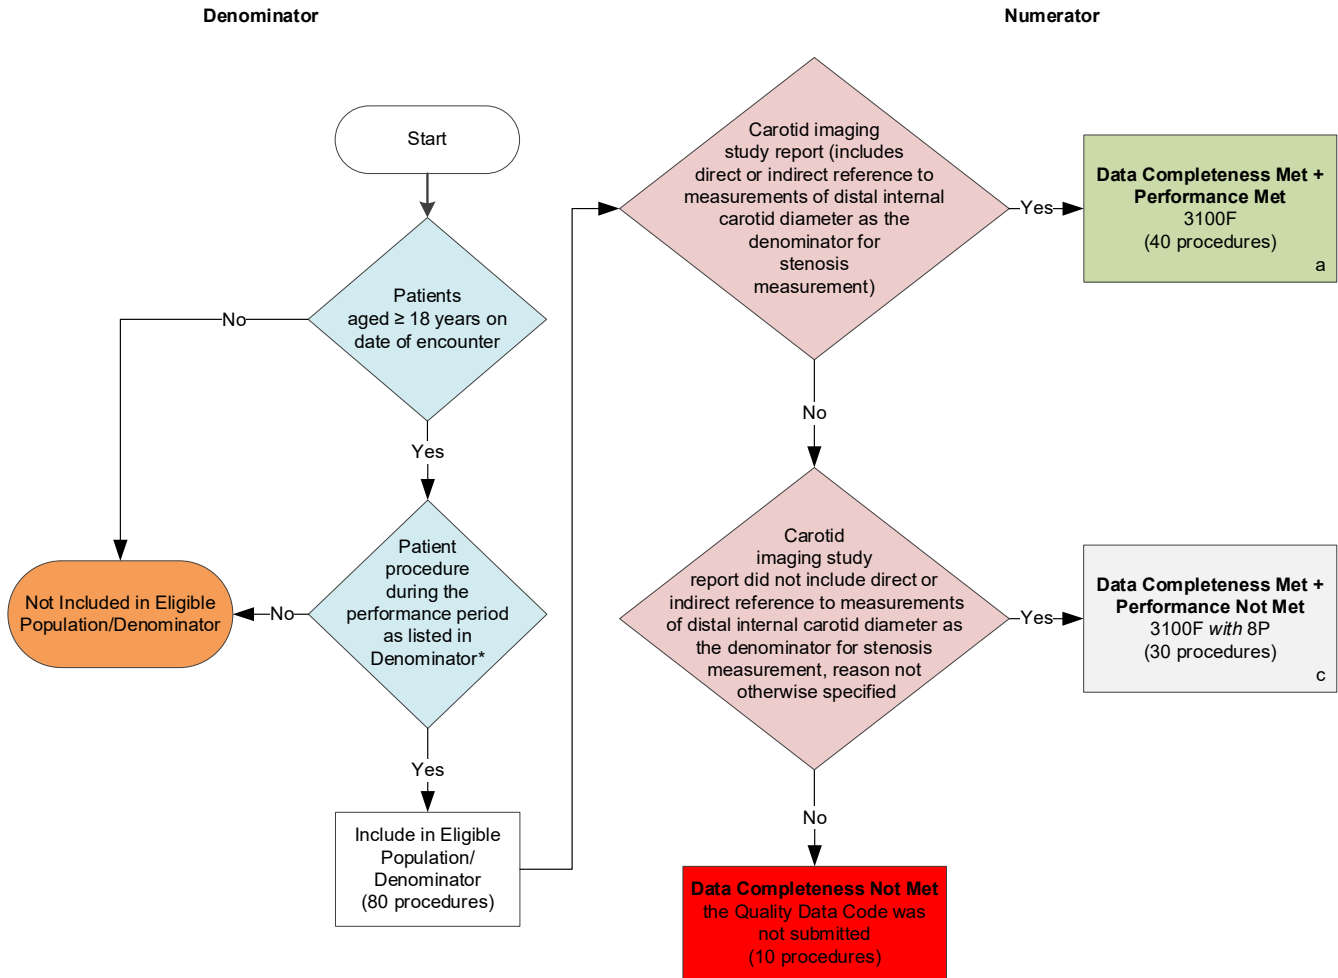 Denominator
Numerator
Start
Patients
aged ≥ 18 years on
date of encounter
No
Yes
Patient
procedure
during the
performance period
as listed in
Denominator*
No
Not Included in Eligible
Population/Denominator
Yes
Include in Eligible
Population/
Denominator
(80 procedures)
Carotid imaging
study report (includes
direct or indirect reference to
measurements of distal internal
carotid diameter as the
denominator for
stenosis
measurement)
Yes
Data Completeness Met +
Performance Met
3100F
(40 procedures)
a
No
Carotid
imaging study
report did not include direct or
indirect reference to measurements
of distal internal carotid diameter as
the denominator for stenosis
measurement, reason not
otherwise specified
Yes
Data Completeness Met +
Performance Not Met
3100F with 8P
(30 procedures)
c
No
Data Completeness Not Met
the Quality Data Code was
not submitted
(10 procedures)